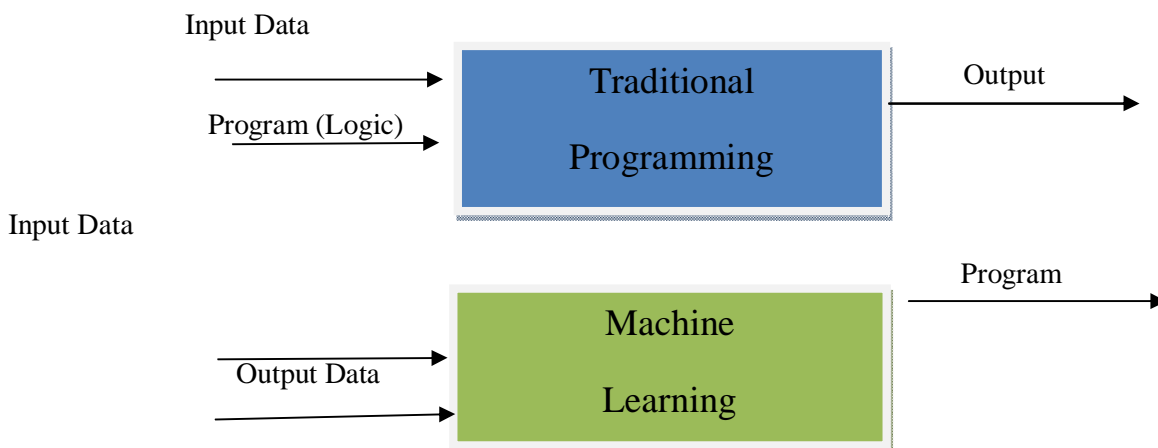 Input Data
Traditional
Programming
Output
Program (Logic)
Input Data
Program
Machine
Learning
Output Data